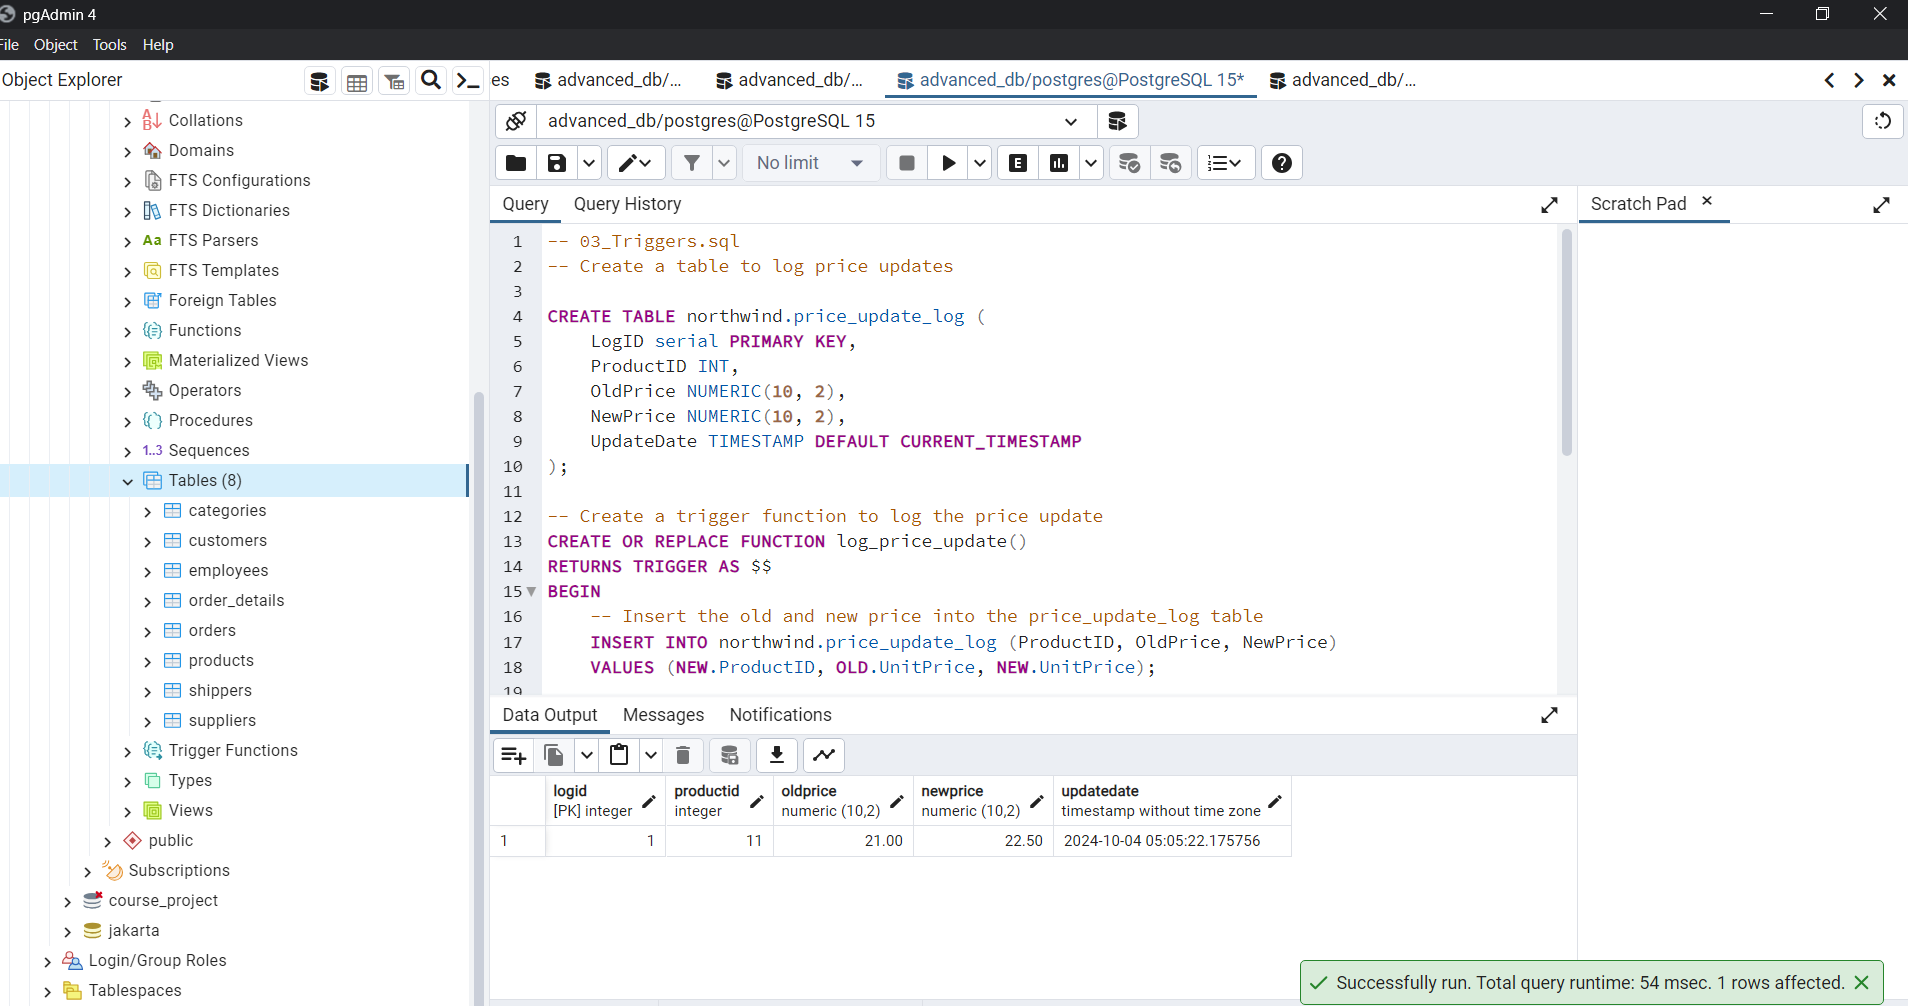 pgAdmin 4
File Object Tools Help
Object Explorer
es advanced_db/... advanced_db/... advanced_db/postgres@PostgreSQL 15* advanced_db/...
Collations
Domains
FTS Configurations
FTS Dictionaries
Aa FTS Parsers
FTS Templates
Foreign Tables
Functions
Materialized Views
Operators
Procedures
1..3 Sequences
Tables (8)
categories
customers
employees
order_details
orders
products
shippers
suppliers
Trigger Functions
Types
Views
public
Subscriptions
course_project
jakarta
Login/Group Roles
Tablespaces
advanced_db/postgres@PostgreSQL 15
No limit
E
Query Query History
Scratch Pad
1 -- 03_Triggers.sql
2 -- Create a table to log price updates
3
4 CREATE TABLE northwind.price_update_log (
5 LogID serial PRIMARY KEY,
6 ProductID INT,
7 OldPrice NUMERIC(10, 2),
8 NewPrice NUMERIC(10, 2),
9 UpdateDate TIMESTAMP DEFAULT CURRENT_TIMESTAMP
10 );
11
12 -- Create a trigger function to log the price update
13 CREATE OR REPLACE FUNCTION log_price_update()
14 RETURNS TRIGGER AS $$
15 BEGIN
16 -- Insert the old and new price into the price_update_log table
17 INSERT INTO northwind.price_update_log (ProductID, OldPrice, NewPrice)
18 VALUES (NEW.ProductID, OLD.UnitPrice, NEW.UnitPrice);
19
Data Output Messages Notifications
logid productid oldprice newprice updatedate
[PK] integer integer numeric (10,2) numeric (10,2) timestamp without time zone
1 1 11 21.00 22.50 2024-10-04 05:05:22.175756
Successfully run. Total query runtime: 54 msec. 1 rows affected.